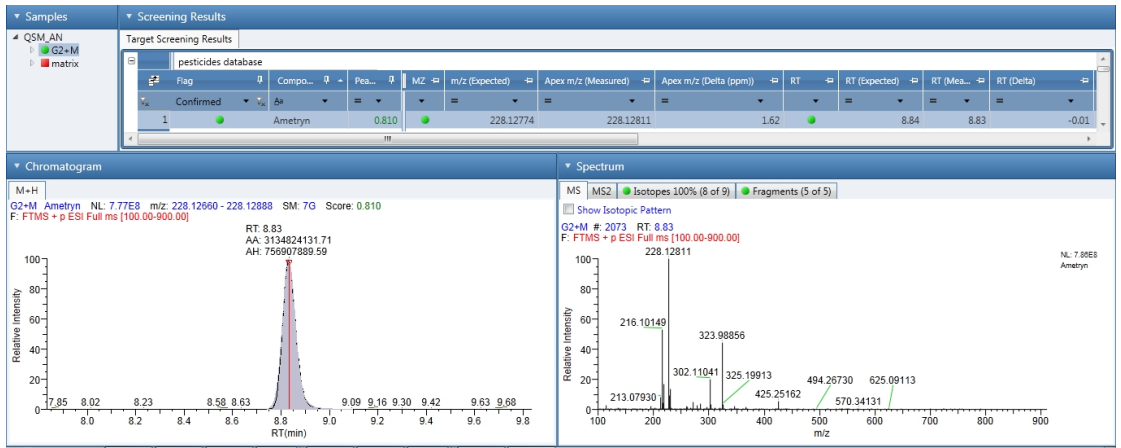 Samples
QSM_AN
G2+M
matrix
Screening Results
Target Screening Results
pesticides database
Flag Compo... Pea... MZ m/z (Expected) Apex m/z (Measured) Apex m/z (Delta (ppm)) RT RT (Expected) RT (Mea... RT (Delta)
Confirmed Aa = = = = = = =
1 Ametryn 0.810 228.12774 228.12811 1.62 8.84 8.83 -0.01
Chromatogram
M+H
G2+M Ametryn NL: 7.77E8 m/z: 228.12660 - 228.12888 SM: 7G Score: 0.810
F: FTMS + p ESI Full ms [100.00-900.00]
RT: 8.83
AA: 3134824131.71
AH: 756907889.59
Relative Intensity
100
80
60
40
20
0
7.85 8.02 8.23 8.58 8.63 9.09 9.16 9.30 9.42 9.63 9.68
8.0 8.2 8.4 8.6 8.8 9.0 9.2 9.4 9.6 9.8
RT(min)
Spectrum
MS MS2 Isotopes 100% (8 of 9) Fragments (5 of 5)
Show Isotopic Pattern
G2+M #: 2073 RT: 8.83
F: FTMS + p ESI Full ms [100.00-900.00]
NL: 7.86E8
Ametryn
Relative Intensity
100
80
60
40
20
0
228.12811
216.10149
323.98856
302.11041
325.19913
213.07930
425.25162
494.26730
570.34131
625.09113
100 200 300 400 500 600 700 800 900
m/z